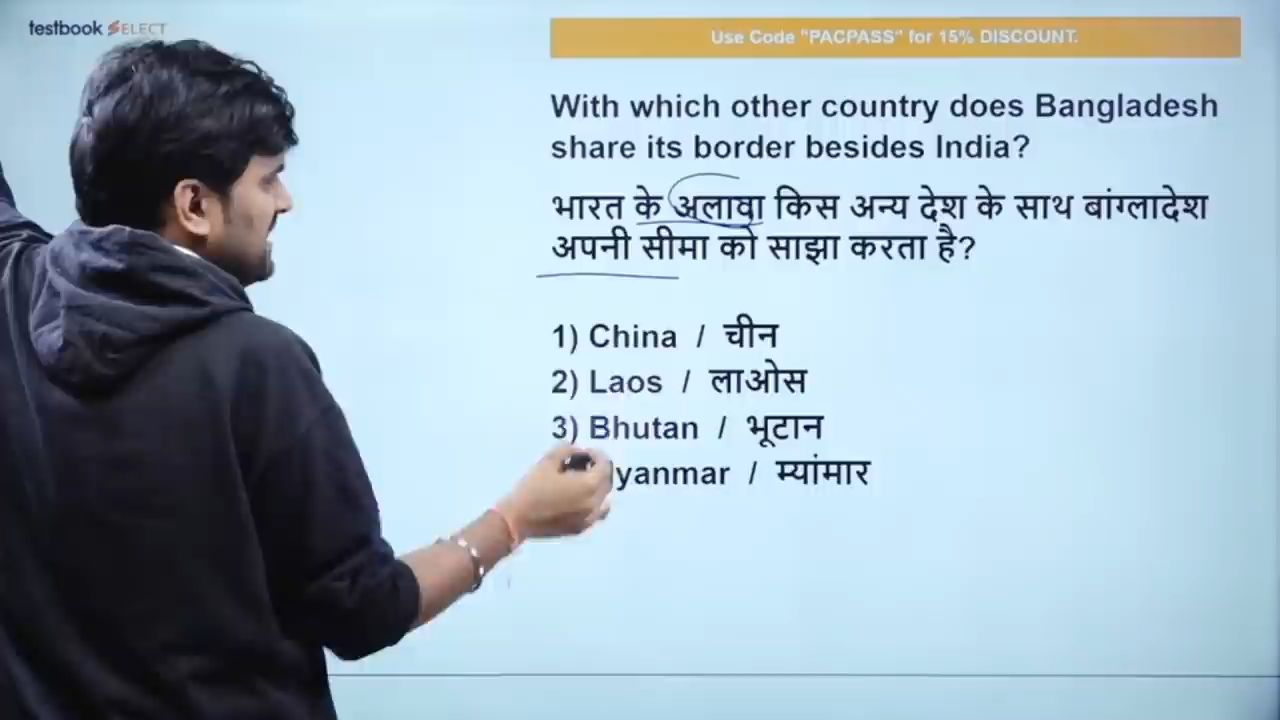 testbook SELECT
Use Code "PACPASS" for 15% DISCOUNT.
With which other country does Bangladesh
share its border besides India?
भारत के अलावा किस अन्य देश के साथ बांग्लादेश
अपनी सीमा को साझा करता है?
1) China / चीन
2) Laos / लाओस
3) Bhutan / भूटान
yanmar / म्यांमार